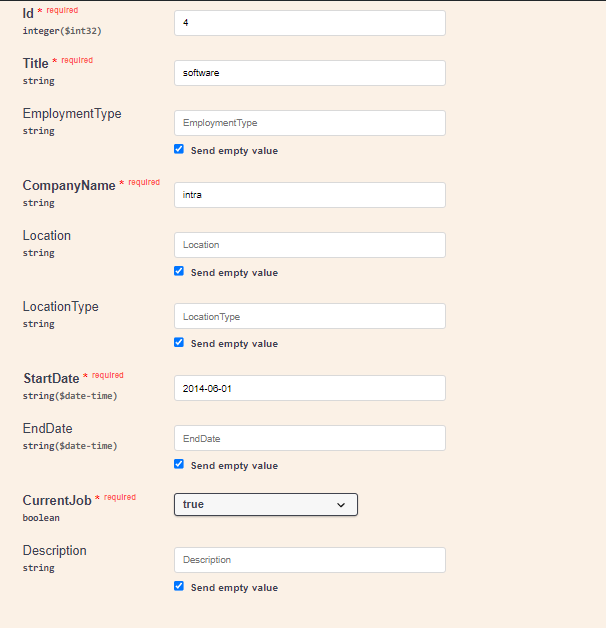 Id * required
integer($int32)
4
Title * required
string
software
EmploymentType
string
EmploymentType
Send empty value
CompanyName * required
string
intra
Location
string
Location
Send empty value
LocationType
string
LocationType
Send empty value
StartDate * required
string($date-time)
2014-06-01
EndDate
string($date-time)
EndDate
Send empty value
CurrentJob * required
boolean
true
Description
string
Description
Send empty value